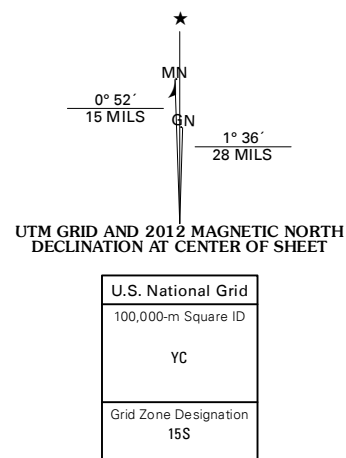 ★
MN
0° 52´
15 MILS
GN
1° 36´
28 MILS
UTM GRID AND 2012 MAGNETIC NORTH
DECLINATION AT CENTER OF SHEET
U.S. National Grid
100,000-m Square ID
YC
Grid Zone Designation
15S